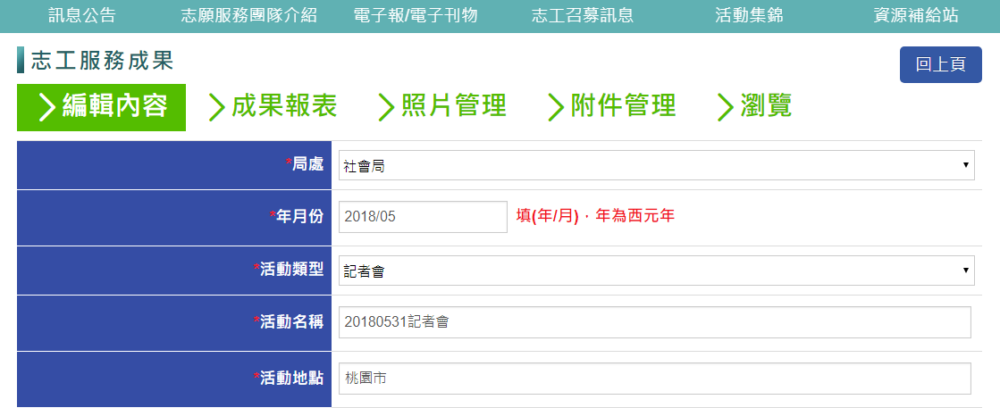 訊息公告 志願服務團隊介紹 電子報/電子刊物 志工召募訊息 活動集錦 資源補給站
志工服務成果 回上頁
編輯內容 成果報表 照片管理 附件管理 瀏覽
*局處 社會局
*年月份 2018/05 填(年/月)，年為西元年
*活動類型 記者會
*活動名稱 20180531記者會
*活動地點 桃園市